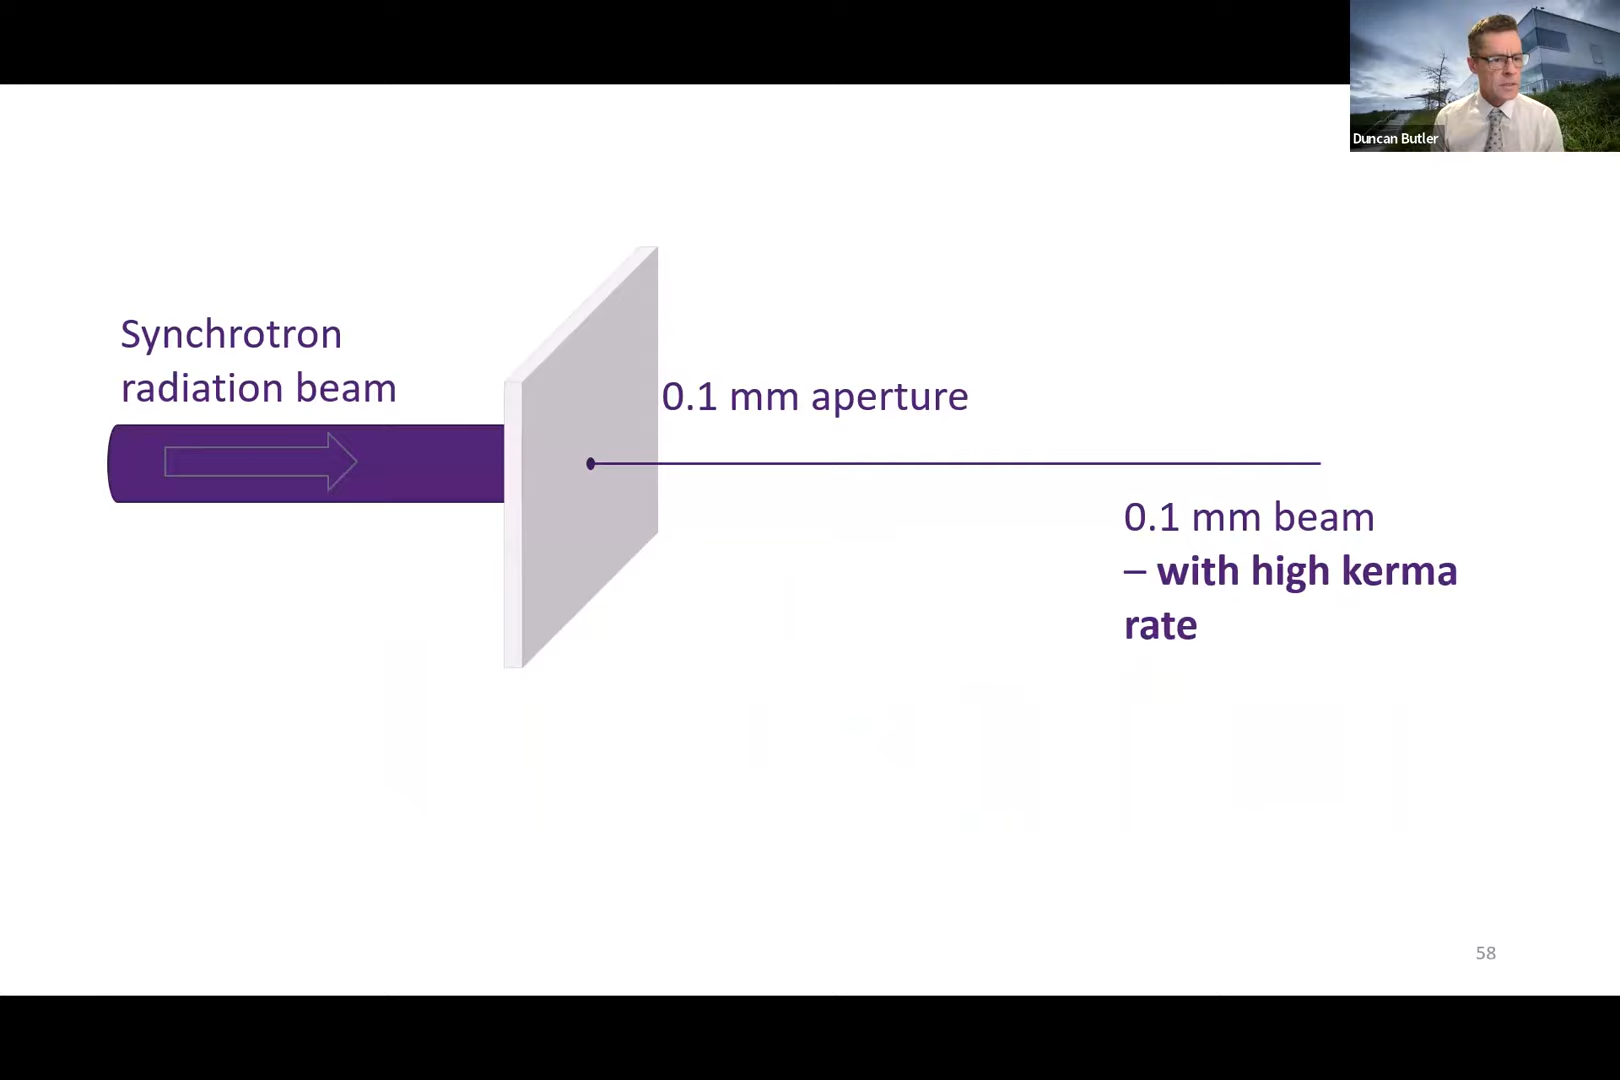 Duncan Butler
Synchrotron
radiation beam
0.1 mm aperture
0.1 mm beam
– with high kerma
rate
58